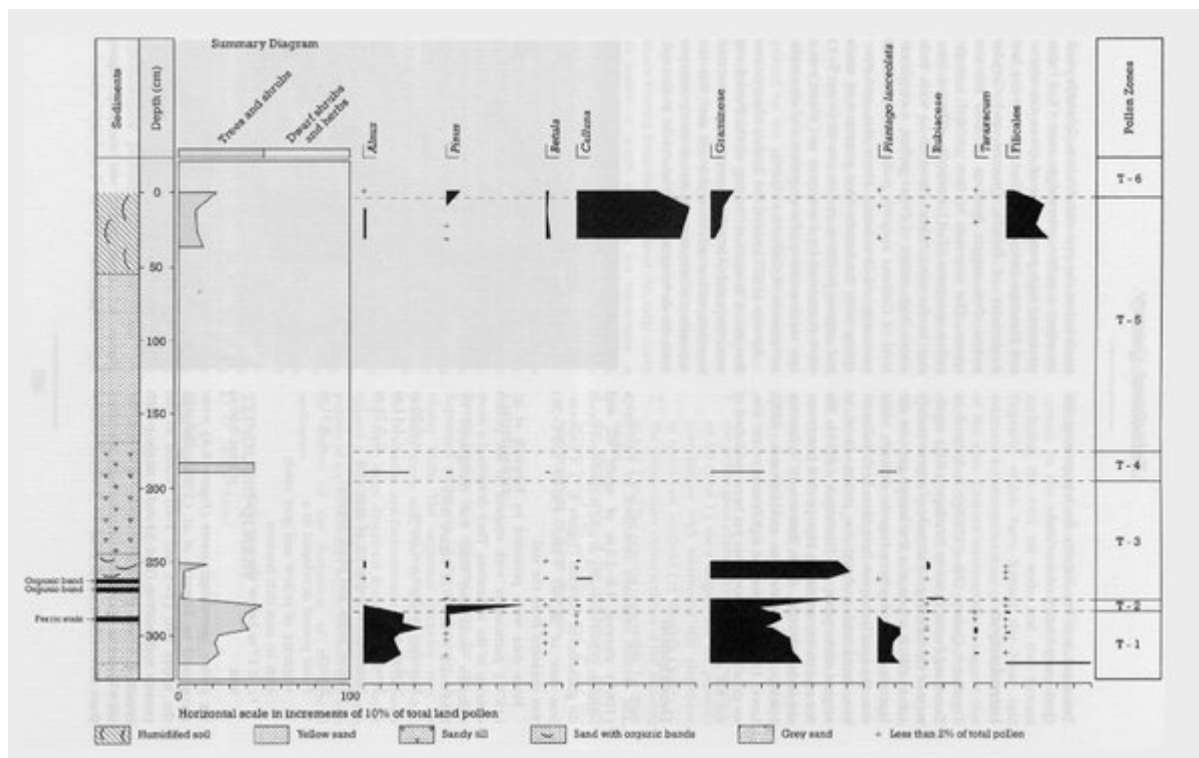 Summary Diagram
Sediments
Depth (cm)
Trees and shrubs
Dwarf shrubs
and herbs
Alnus
Pinus
Betula
Calluna
Gramineae
Plantago lanceolata
Rubiaceae
Taraxacum
Filicales
Pollen Zones
0
50
100
150
200
250
300
Organic band
Organic band
Ferric scale
T - 6
T - 5
T - 4
T - 3
T - 2
T - 1
0
100
Horizontal scale in increments of 10% of total land pollen
Humidifed soil
Yellow sand
Sandy till
Sand with organic bands
Grey sand
+ Less than 2% of total pollen